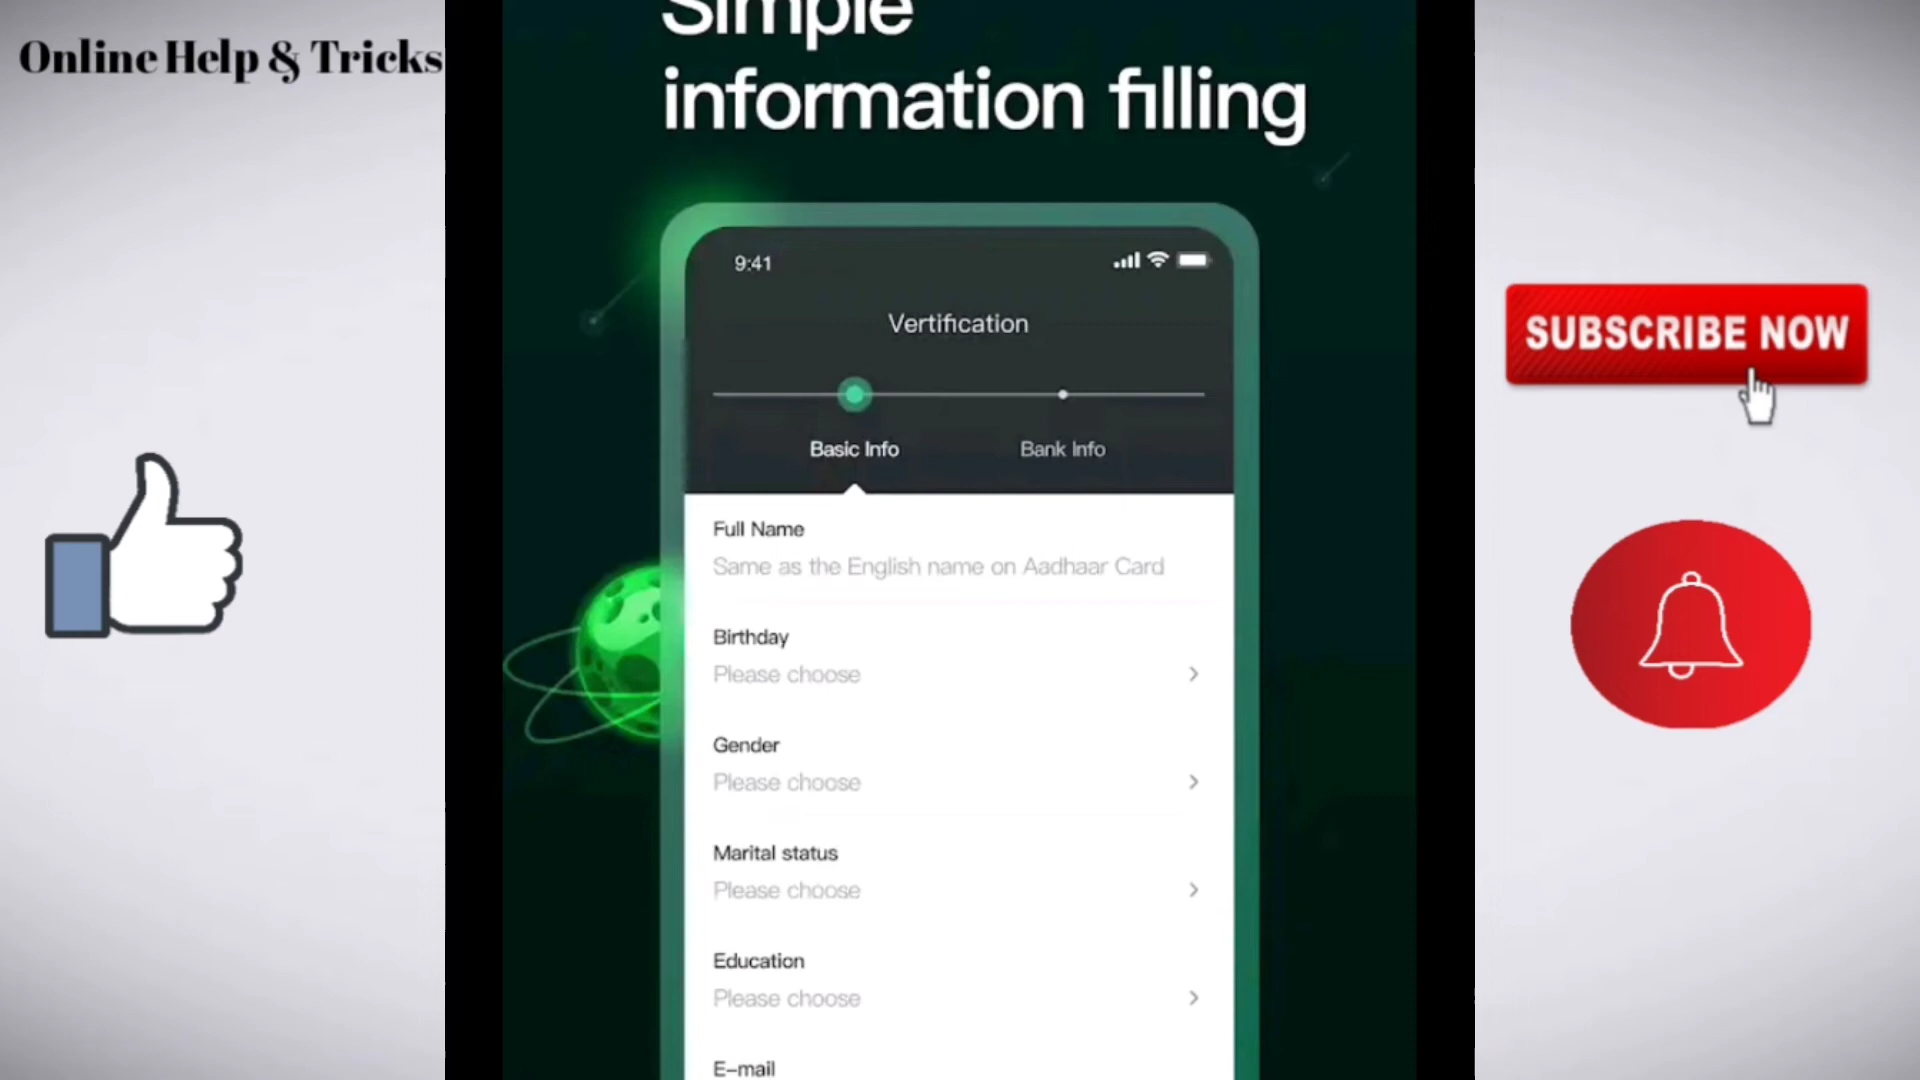 Online Help & Tricks
Simple
information filling
9:41
Vertification
Basic Info
Bank Info
Full Name
Same as the English name on Aadhaar Card
Birthday
Please choose
Gender
Please choose
Marital status
Please choose
Education
Please choose
E-mail
SUBSCRIBE NOW